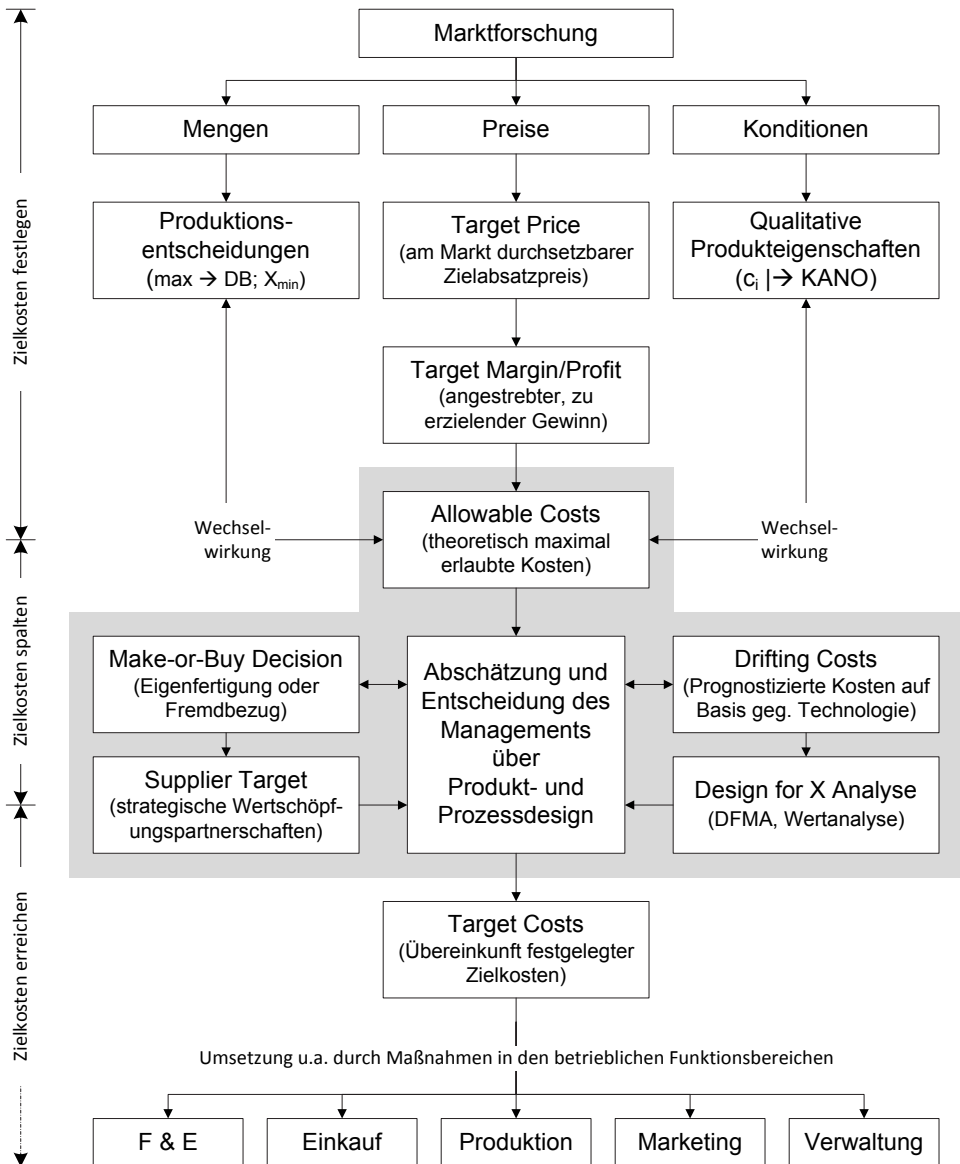 Marktforschung
Mengen
Preise
Konditionen
Produktions-
entscheidungen
(max → DB; Xmin)
Target Price
(am Markt durchsetzbarer
Zielabsatzpreis)
Qualitative
Produkteigenschaften
(ci |→ KANO)
Target Margin/Profit
(angestrebter, zu
erzielender Gewinn)
Zielkosten festlegen
Allowable Costs
(theoretisch maximal
erlaubte Kosten)
Wechsel-
wirkung
Wechsel-
wirkung
Zielkosten spalten
Make-or-Buy Decision
(Eigenfertigung oder
Fremdbezug)
Abschätzung und
Entscheidung des
Managements
über
Produkt- und
Prozessdesign
Drifting Costs
(Prognostizierte Kosten auf
Basis geg. Technologie)
Supplier Target
(strategische Wertschöpf-
ungspartnerschaften)
Design for X Analyse
(DFMA, Wertanalyse)
Zielkosten erreichen
Target Costs
(Übereinkunft festgelegter
Zielkosten)
Umsetzung u.a. durch Maßnahmen in den betrieblichen Funktionsbereichen
F & E
Einkauf
Produktion
Marketing
Verwaltung